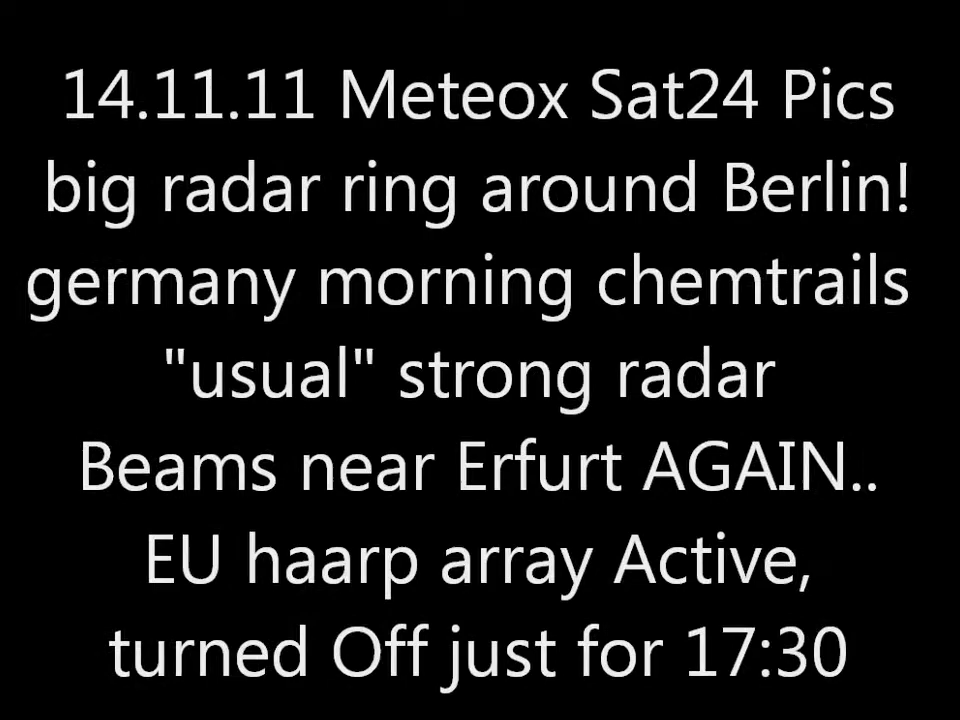 14.11.11 Meteox Sat24 Pics
big radar ring around Berlin!
germany morning chemtrails
"usual" strong radar
Beams near Erfurt AGAIN..
EU haarp array Active,
turned Off just for 17:30